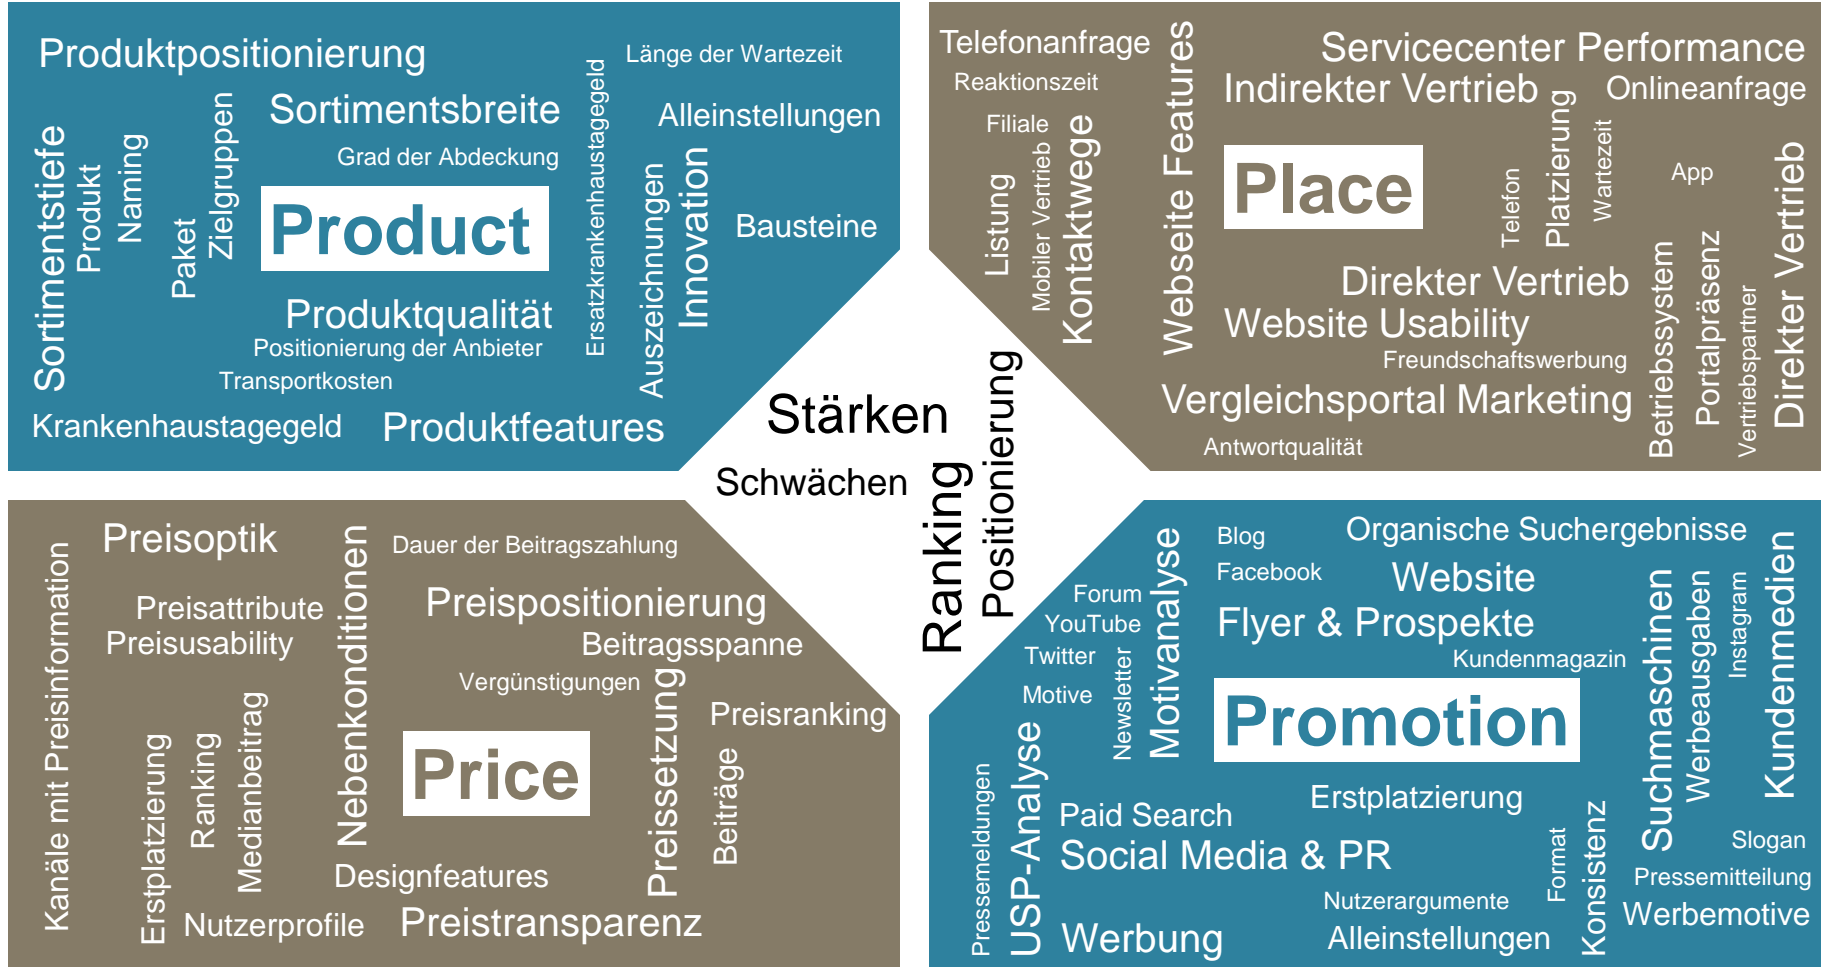 Produktpositionierung
Länge der Wartezeit
Sortimentsbreite
Alleinstellungen
Grad der Abdeckung
Sortimentstiefe
Produkt
Naming
Paket
Zielgruppen
Product
Ersatzkrankenhaustagegeld
Auszeichnungen
Innovation
Bausteine
Produktqualität
Positionierung der Anbieter
Transportkosten
Krankenhaustagegeld
Produktfeatures
Telefonanfrage
Reaktionszeit
Filiale
Listung
Mobiler Vertrieb
Kontaktwege
Webseite Features
Servicecenter Performance
Indirekter Vertrieb
Onlineanfrage
Place
Telefon
Platzierung
Wartezeit
App
Direkter Vertrieb
Website Usability
Freundschaftswerbung
Vergleichsportal Marketing
Antwortqualität
Betriebssystem
Portalpräsenz
Vertriebspartner
Direkter Vertrieb
Stärken
Schwächen
Ranking
Positionierung
Preisoptik
Dauer der Beitragszahlung
Preisattribute
Preisusability
Preispositionierung
Beitragsspanne
Vergünstigungen
Preisranking
Kanäle mit Preisinformation
Erstplatzierung
Ranking
Medianbeitrag
Nebenkonditionen
Price
Preissetzung
Beiträge
Designfeatures
Nutzerprofile
Preistransparenz
Blog
Organische Suchergebnisse
Facebook
Website
Forum
YouTube
Flyer & Prospekte
Twitter
Kundenmagazin
Motive
Newsletter
Motivanalyse
Promotion
Suchmaschinen
Werbeausgaben
Instagram
Kundenmedien
Pressemeldungen
USP-Analyse
Erstplatzierung
Paid Search
Social Media & PR
Format
Konsistenz
Slogan
Pressemitteilung
Nutzerargumente
Werbemotive
Werbung
Alleinstellungen